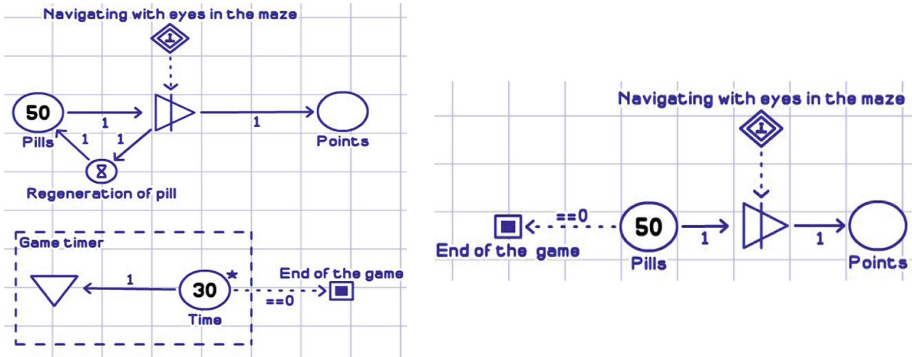 Navigating with eyes in the maze
1
50
1
1
1
1
Pills
Points
Regeneration of pill
Game timer
1
30
*
Time
End of the game
==0
Navigating with eyes in the maze
1
==0
50
1
1
End of the game
Pills
Points